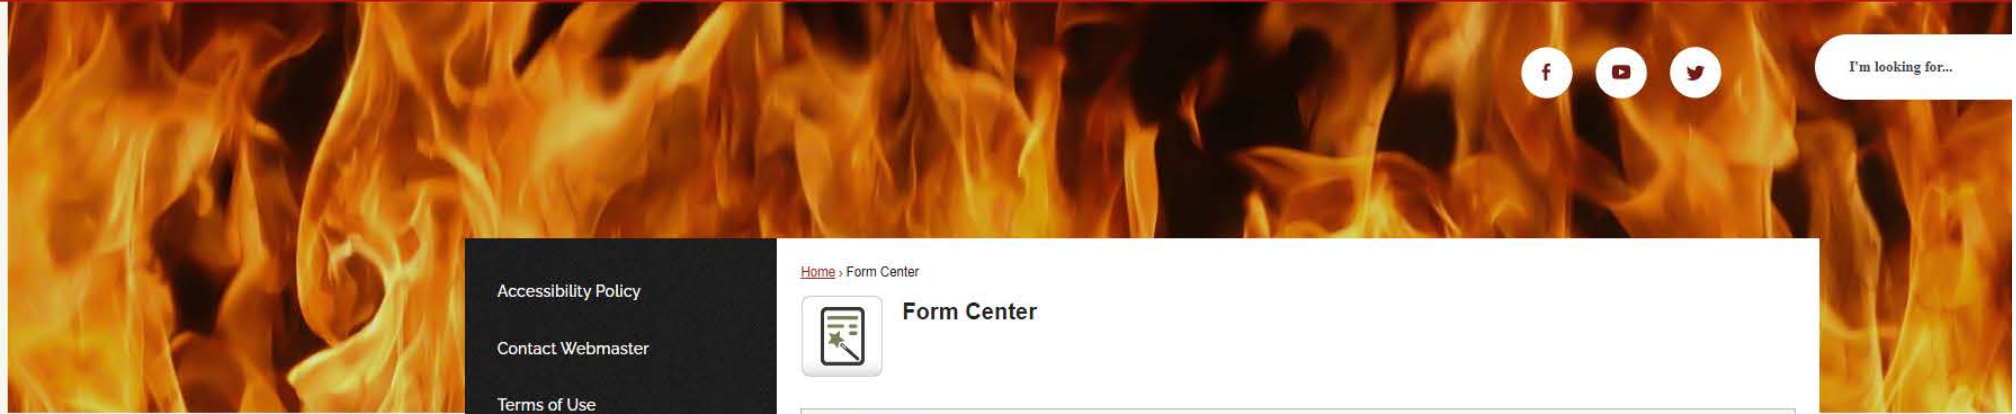 I'm looking for...
Home › Form Center
Form Center
Accessibility Policy
Contact Webmaster
Terms of Use